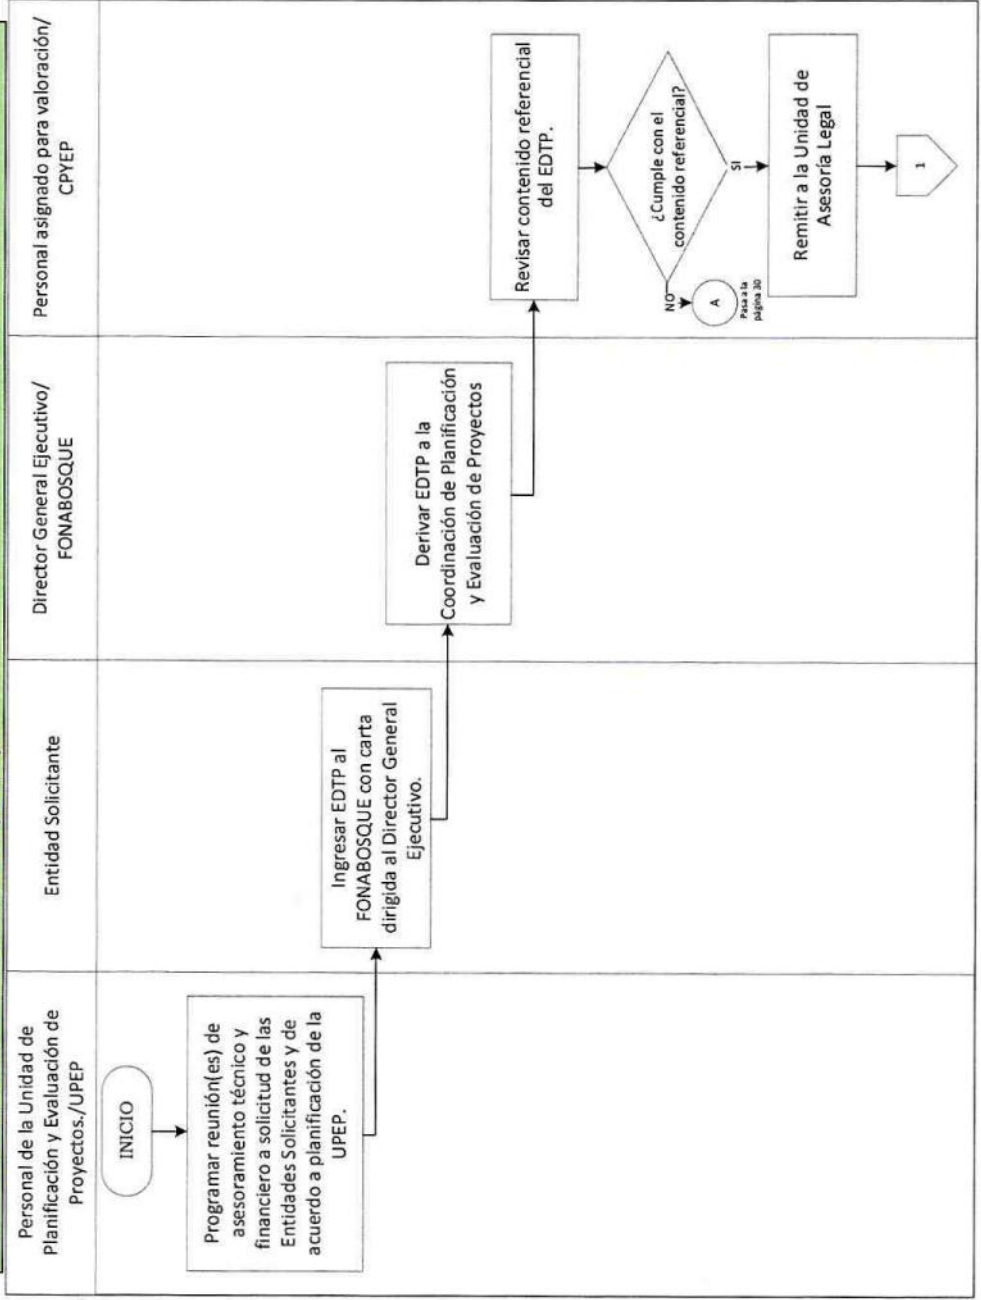 Personal de la Unidad de
Planificación y Evaluación de
Proyectos./UPEP
Entidad Solicitante
Director General Ejecutivo/
FONABOSQUE
Personal asignado para valoración/
CPYEP
INICIO
Programar reunión(es) de
asesoramiento técnico y
financiero a solicitud de las
Entidades Solicitantes y de
acuerdo a planificación de la
UPEP.
Ingresar EDTP al
FONABOSQUE con carta
dirigida al Director General
Ejecutivo.
Derivar EDTP a la
Coordinación de Planificación
y Evaluación de Proyectos
Revisar contenido referencial
del EDTP.
¿Cumple con el
contenido referencial?
NO
SI
A
Pasa a la
página 30
Remitir a la Unidad de
Asesoría Legal
1